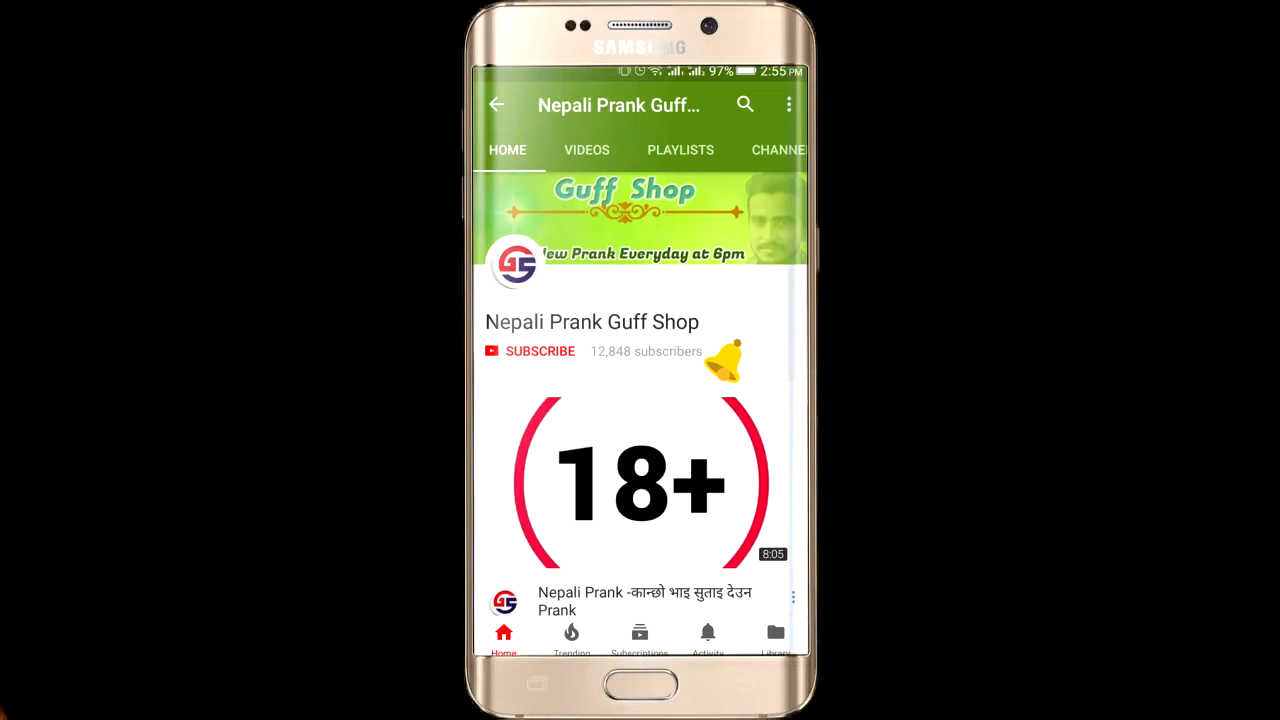 SAMSUNG
97% 2:55 PM
Nepali Prank Guff...
HOME VIDEOS PLAYLISTS CHANNE
Guff Shop
New Prank Everyday at 6pm
GS
Nepali Prank Guff Shop
SUBSCRIBE 12,848 subscribers
18+
8:05
Nepali Prank -कान्छो भाइ सुताइ देउन
Prank
GS
Home Trending Subscriptions Activity Library